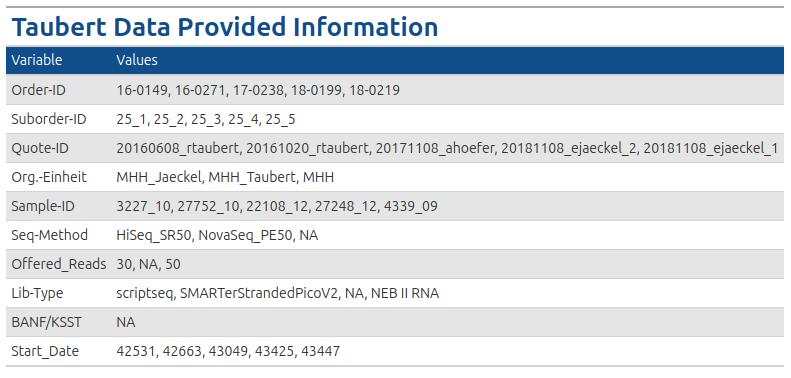 Taubert Data Provided Information
Variable Values
Order-ID 16-0149, 16-0271, 17-0238, 18-0199, 18-0219
Suborder-ID 25_1, 25_2, 25_3, 25_4, 25_5
Quote-ID 20160608_rtaubert, 20161020_rtaubert, 20171108_ahoefer, 20181108_ejaeckel_2, 20181108_ejaeckel_1
Org.-Einheit MHH_Jaeckel, MHH_Taubert, MHH
Sample-ID 3227_10, 27752_10, 22108_12, 27248_12, 4339_09
Seq-Method HiSeq_SR50, NovaSeq_PE50, NA
Offered_Reads 30, NA, 50
Lib-Type scriptseq, SMARTerStrandedPicoV2, NA, NEB II RNA
BANF/KSST NA
Start_Date 42531, 42663, 43049, 43425, 43447